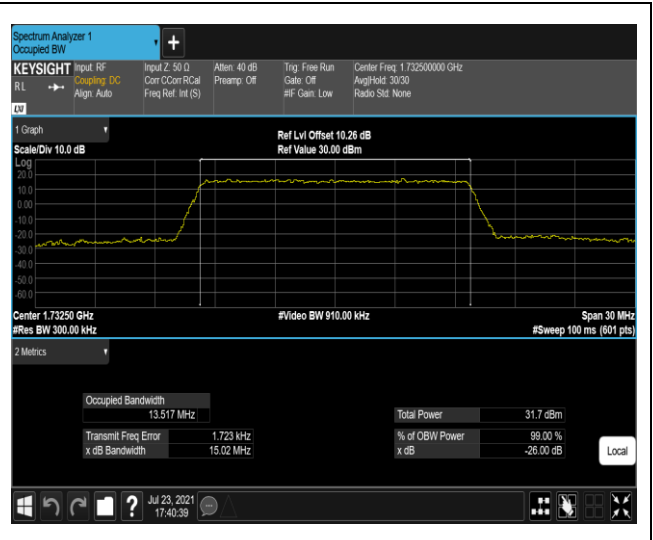 Spectrum Analyzer 1
Occupied BW
+
KEYSIGHT
RL
LXI
Input: RF
Coupling: DC
Align: Auto
Input Z: 50 Ω
Corr CCorr RCal
Freq Ref: Int (S)
Atten: 40 dB
Preamp: Off
Trig: Free Run
Gate: Off
#IF Gain: Low
Center Freq: 1.732500000 GHz
Avg|Hold: 30/30
Radio Std: None
1 Graph
Scale/Div 10.0 dB
Ref Lvl Offset 10.26 dB
Ref Value 30.00 dBm
Log
20.0
10.0
0.00
-10.0
-20.0
-30.0
-40.0
-50.0
-60.0
Center 1.73250 GHz
#Res BW 300.00 kHz
#Video BW 910.00 kHz
Span 30 MHz
#Sweep 100 ms (601 pts)
2 Metrics
Occupied Bandwidth
13.517 MHz
Transmit Freq Error 1.723 kHz
x dB Bandwidth 15.02 MHz
Total Power 31.7 dBm
% of OBW Power 99.00 %
x dB -26.00 dB
Local
?
Jul 23, 2021
17:40:39